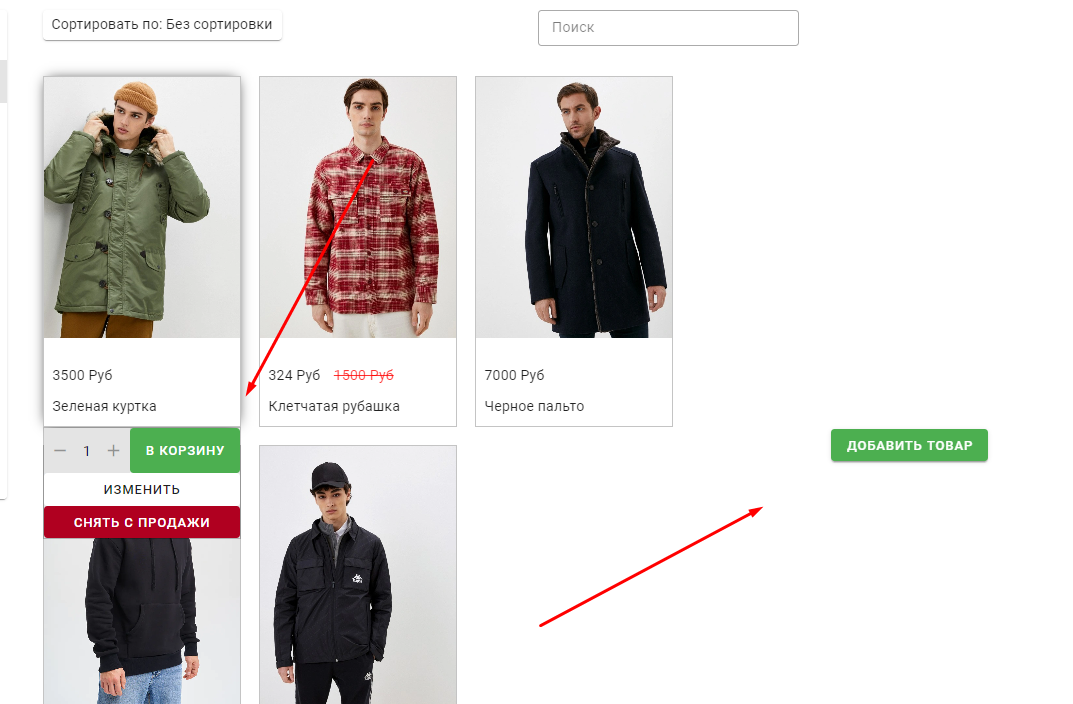 Сортировать по: Без сортировки
Поиск
3500 Руб
Зеленая куртка
324 Руб 1500 Руб
Клетчатая рубашка
7000 Руб
Черное пальто
− 1 +
В КОРЗИНУ
ИЗМЕНИТЬ
СНЯТЬ С ПРОДАЖИ
ДОБАВИТЬ ТОВАР